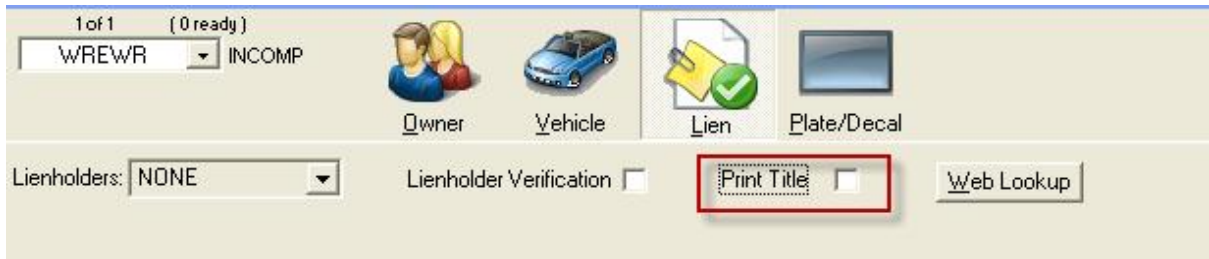 1 of 1 ( 0 ready )
WREWR INCOMP
Owner Vehicle Lien Plate/Decal
Lienholders: NONE Lienholder Verification Print Title Web Lookup